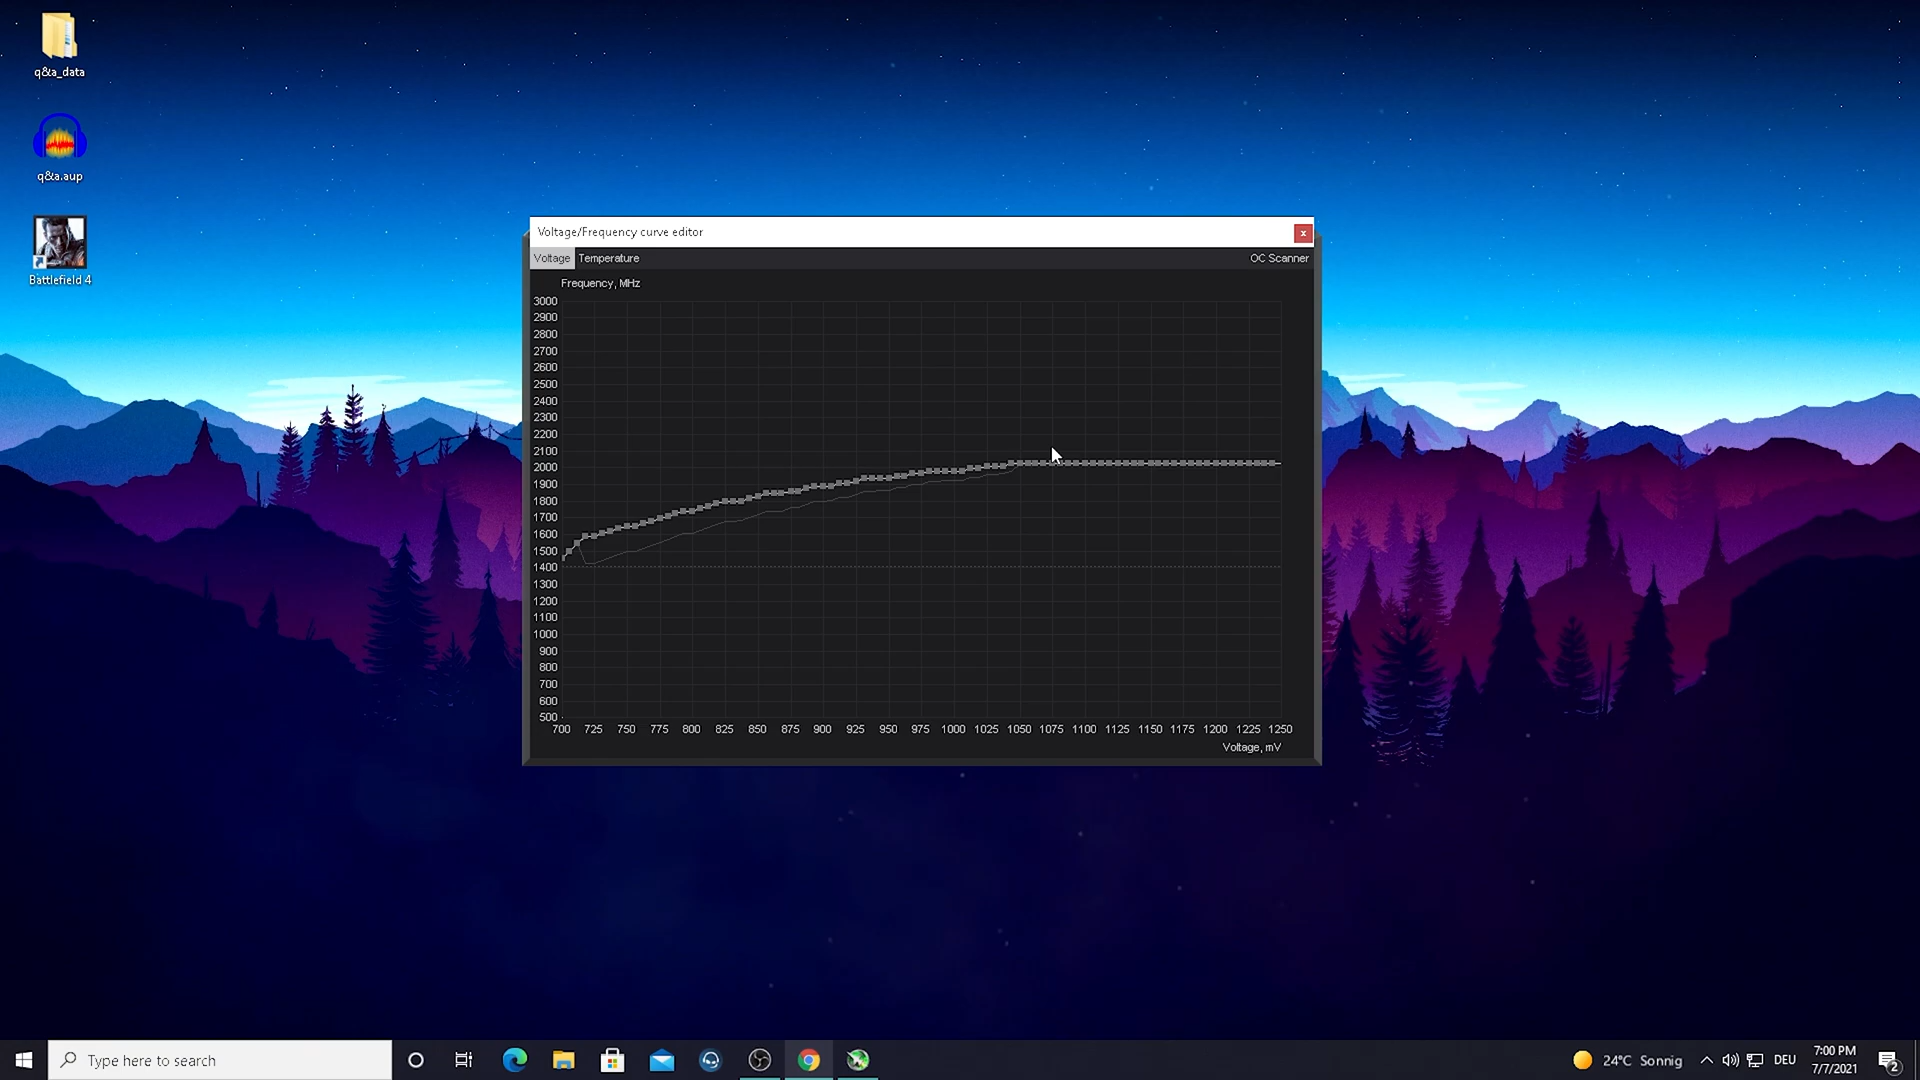 q&a_data
q&a.aup
Battlefield 4
Voltage/Frequency curve editor
x
Voltage Temperature OC Scanner
Frequency, MHz
3000
2900
2800
2700
2600
2500
2400
2300
2200
2100
2000
1900
1800
1700
1600
1500
1400
1300
1200
1100
1000
900
800
700
600
500
700 725 750 775 800 825 850 875 900 925 950 975 1000 1025 1050 1075 1100 1125 1150 1175 1200 1225 1250
Voltage, mV
Type here to search
24°C Sonnig
DEU
7:00 PM
7/7/2021
2